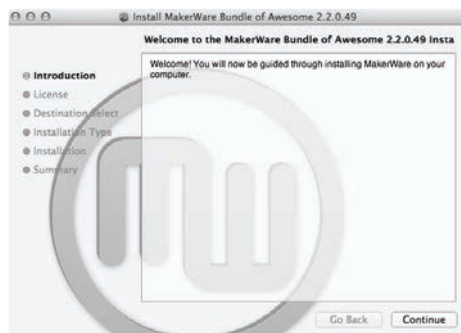 Install MakerWare Bundle of Awesome 2.2.0.49
Welcome to the MakerWare Bundle of Awesome 2.2.0.49 Insta
Introduction
License
Destination Select
Installation Type
Installation
Summary
Welcome! You will now be guided through installing MakerWare on your
computer.
Go Back
Continue